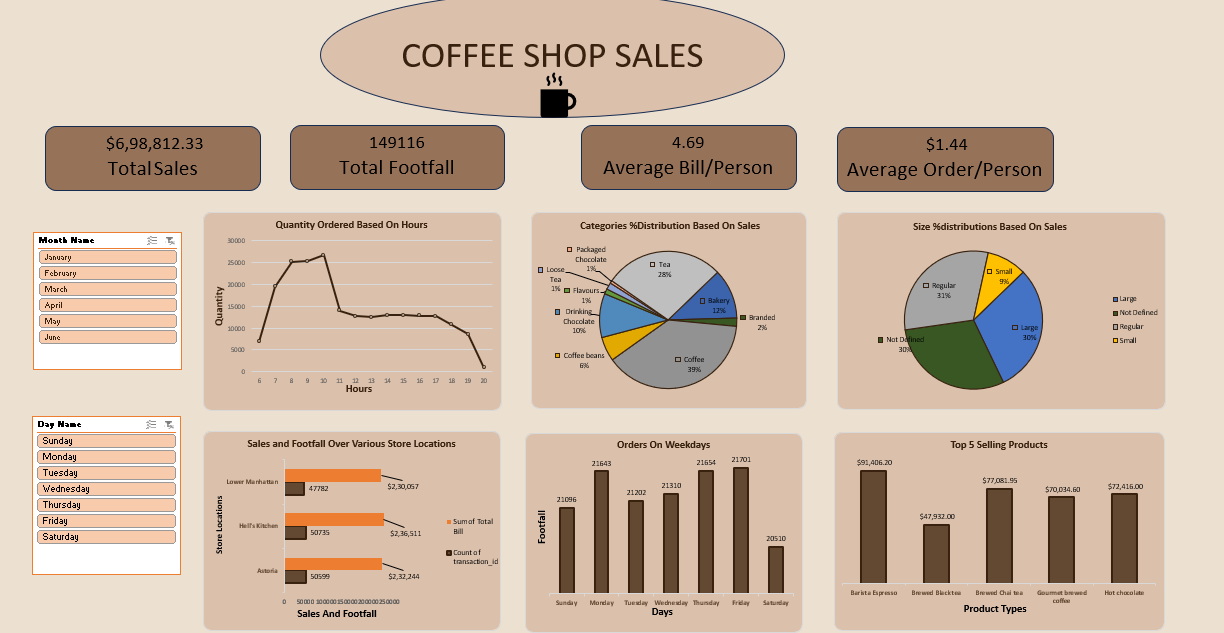 COFFEE SHOP SALES
$6,98,812.33
Total Sales
149116
Total Footfall
4.69
Average Bill/Person
$1.44
Average Order/Person
Month Name
January
February
March
April
May
June
Day Name
Sunday
Monday
Tuesday
Wednesday
Thursday
Friday
Saturday
Quantity Ordered Based On Hours
Quantity
30000
25000
20000
15000
10000
5000
0
6 7 8 9 10 11 12 13 14 15 16 17 18 19 20
Hours
Categories %Distribution Based On Sales
Packaged
Chocolate
1%
Loose
Tea
1%
Flavours
1%
Drinking
Chocolate
10%
Coffee beans
6%
Tea
28%
Bakery
12%
Branded
2%
Coffee
39%
Size %distributions Based On Sales
Small
9%
Regular
31%
Large
30%
Not Defined
30%
Large
Not Defined
Regular
Small
Sales and Footfall Over Various Store Locations
Store Locations
Lower Manhattan
47782
$2,30,057
Hell's Kitchen
50735
$2,36,511
Astoria
50599
$2,32,244
0 50000 100000 150000 200000 250000
Sales And Footfall
Sum of Total
Bill
Count of
transaction_id
Orders On Weekdays
Footfall
21096
21643
21202
21310
21654
21701
20510
Sunday Monday Tuesday Wednesday Thursday Friday Saturday
Days
Top 5 Selling Products
$91,406.20
$47,932.00
$77,081.95
$70,034.60
$72,416.00
Barista Espresso
Brewed Black tea
Brewed Chai tea
Gourmet brewed
coffee
Hot chocolate
Product Types